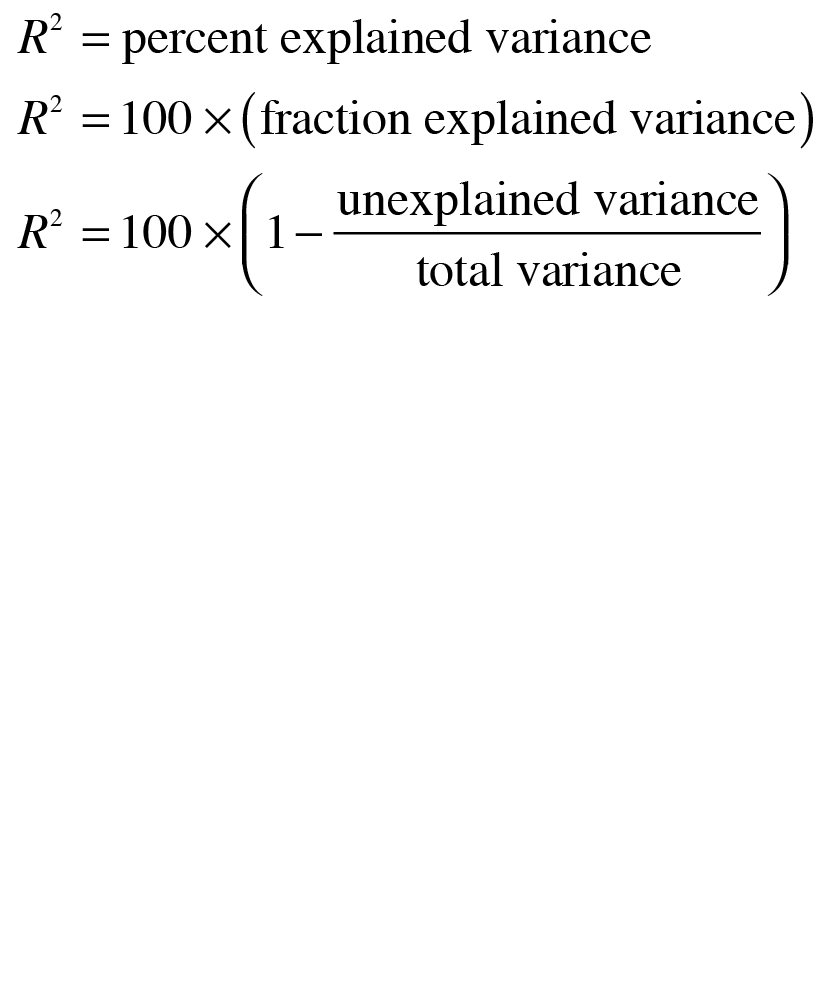 R² = percent explained variance
R² = 100 × (fraction explained variance)
R² = 100 × (1 − unexplained variance / total variance)